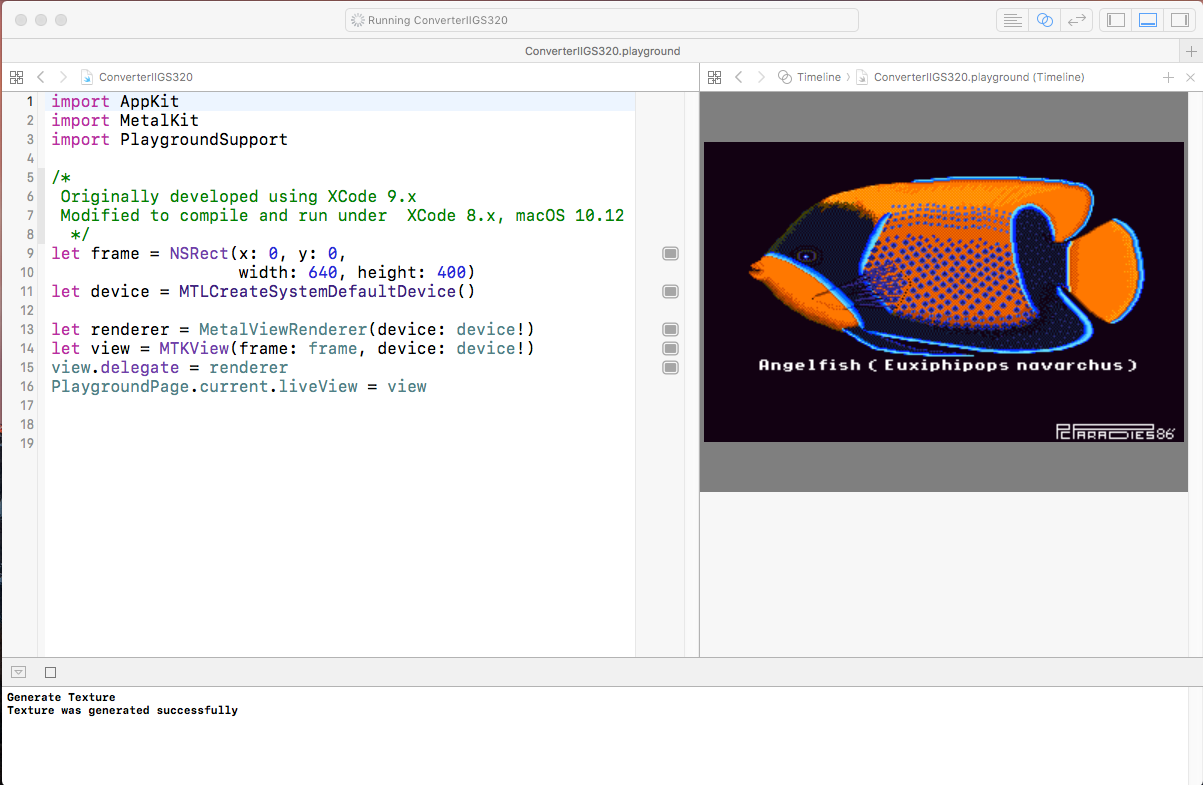 Running ConverterIIGS320
ConverterIIGS320.playground
ConverterIIGS320
Timeline
ConverterIIGS320.playground (Timeline)
1 import AppKit
2 import MetalKit
3 import PlaygroundSupport
4
5 /*
6 Originally developed using XCode 9.x
7 Modified to compile and run under  XCode 8.x, macOS 10.12
8 */
9 let frame = NSRect(x: 0, y: 0,
10 width: 640, height: 400)
11 let device = MTLCreateSystemDefaultDevice()
12
13 let renderer = MetalViewRenderer(device: device!)
14 let view = MTKView(frame: frame, device: device!)
15 view.delegate = renderer
16 PlaygroundPage.current.liveView = view
17
18
19
Angelfish ( Euxiphipops navarchus )
PARADIES 86'
Generate Texture
Texture was generated successfully